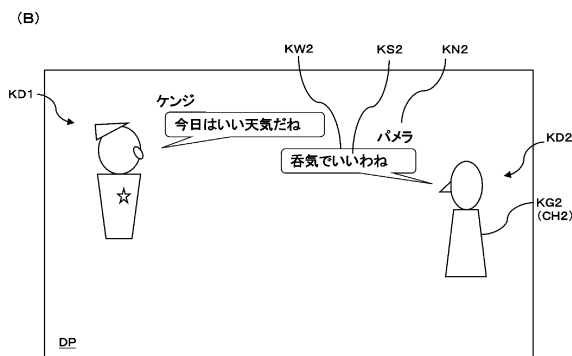 (B)
KW2 KS2 KN2
KD1
ケンジ
今日はいい天気だね
パメラ
呑気でいいわね
KD2
KG2
(CH2)
DP